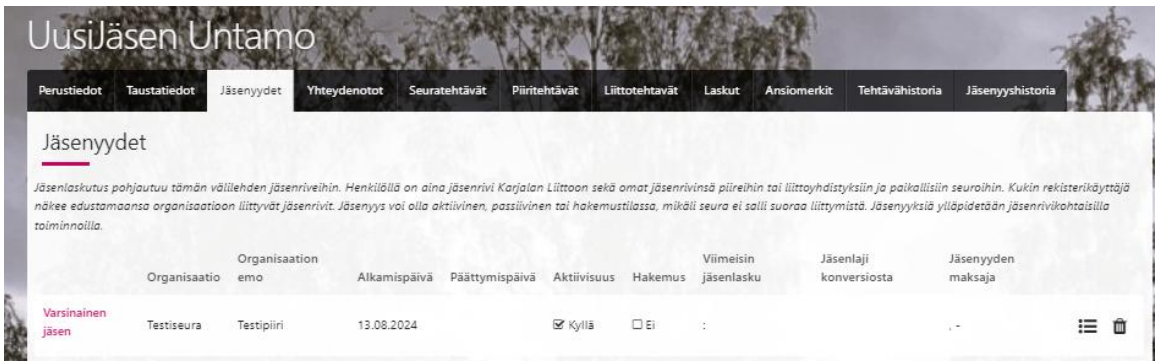 UusiJäsen Untamo
Perustiedot Taustatiedot Jäsenyydet Yhteydenotot Seuratehtävät Piiritehtävät Liittotehtavät Laskut Ansiomerkit Tehtävähistoria Jäsenyyshistoria
Jäsenyydet
Jäsenlaskutus pohjautuu tämän välilehden jäsenriveihin. Henkilöllä on aina jäsenrivi Karjalan Liittoon sekä omat jäsenrivinsä piireihin tai liittoyhdistyksiin ja paikallisiin seuroihin. Kukin rekisterikäyttäjä
näkee edustamaansa organisaatioon liittyvät jäsenrivit. Jäsenyys voi olla aktiivinen, passiivinen tai hakemustilassa, mikäli seura ei salli suoraa liittymistä. Jäsenyyksiä ylläpidetään jäsenrivikohtaisilla
toiminnoilla.
Organisaatio Organisaation emo Alkamispäivä Päättymispäivä Aktiivisuus Hakemus Viimeisin jäsenlasku Jäsenlaji konversiosta Jäsenyyden maksaja
Varsinainen jäsen Testiseura Testipiiri 13.08.2024 Kyllä Ei : , -